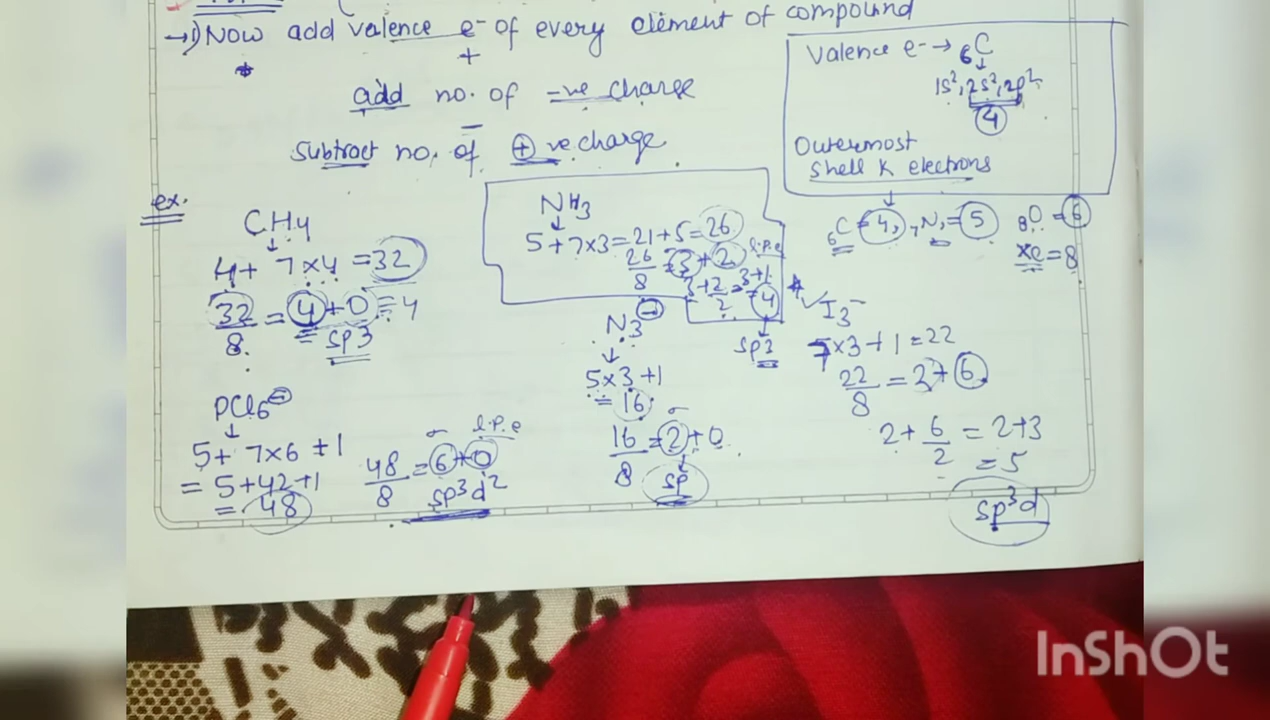 →1) Now add valence e- of every element of compound
+
add no. of -ve charge
-
Subtract no. of (+) ve charge
Valence e- → ₆C
↓
1s², 2s², 2p²
4
Outermost
Shell K electrons
₆C = 4, ₇N, = 5
₈O = 6
Xe = 8
ex.
CH4
↓
4 + 7×4 = 32
32/8 = 4 + 0 = 4
sp3
NH3
↓
5 + 7×3 = 21 + 5 = 26
26/8 = 3 + 2 l.p.e
3 + 2/2 = 3+1
= 4
sp3
PCl6⁻
↓
5 + 7×6 + 1
= 5 + 42 + 1
= 48
48/8 = 6 + 0
σ l.p.e
sp³d²
N3⁻
↓
5×3 + 1
= 16
σ
16/8 = 2 + 0
sp
✓ I3⁻
7×3 + 1 = 22
22/8 = 2 + 6
2 + 6/2 = 2+3
= 5
sp³d
InShOt